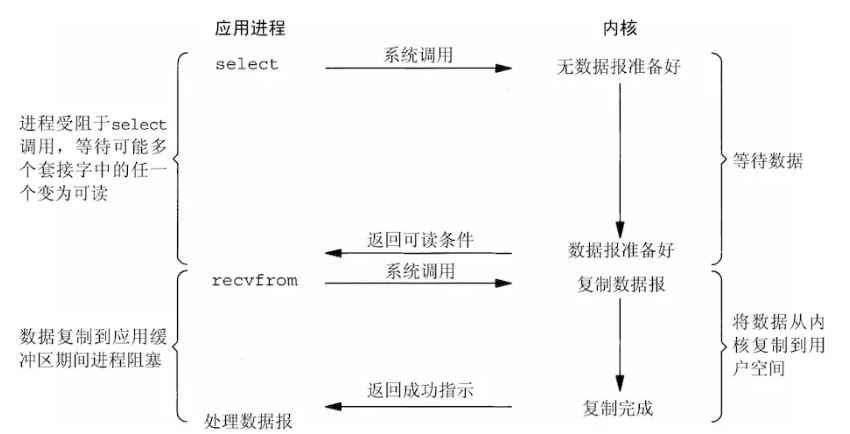 应用进程
内核
select
系统调用
无数据报准备好
进程受阻于select
调用，等待可能多
个套接字中的任一
个变为可读
等待数据
返回可读条件
数据报准备好
recvfrom
系统调用
复制数据报
数据复制到应用缓
冲区期间进程阻塞
将数据从内
核复制到用
户空间
返回成功指示
复制完成
处理数据报